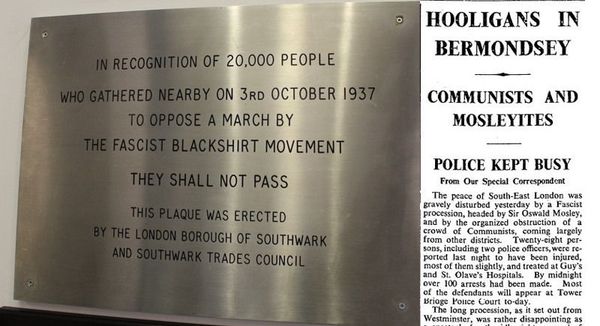 IN RECOGNITION OF 20,000 PEOPLE
WHO GATHERED NEARBY ON 3RD OCTOBER 1937
TO OPPOSE A MARCH BY
THE FASCIST BLACKSHIRT MOVEMENT
THEY SHALL NOT PASS
THIS PLAQUE WAS ERECTED
BY THE LONDON BOROUGH OF SOUTHWARK
AND SOUTHWARK TRADES COUNCIL
HOOLIGANS IN
BERMONDSEY
COMMUNISTS AND
MOSLEYITES
POLICE KEPT BUSY
From Our Special Correspondent
The peace of South-East London was
gravely disturbed yesterday by a Fascist
procession, headed by Sir Oswald Mosley,
and by the organized obstruction of a
crowd of Communists, coming largely
from other districts. Twenty-eight per-
sons, including two police officers, were re-
ported last night to have been injured,
most of them slightly, and treated at Guy's
and St. Olave's Hospitals. By midnight
over 100 arrests had been made. Most
of the defendants will appear at Tower
Bridge Police Court to-day.
The long procession, as it set out from
Westminster, was rather disappointing as